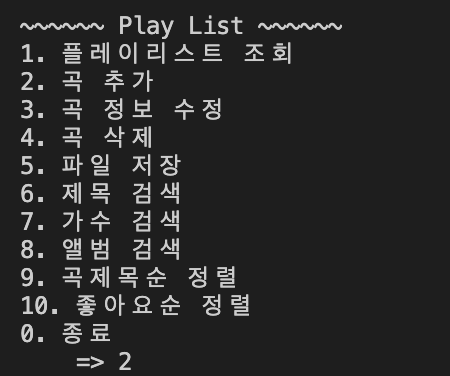 ~~~~~~ Play List ~~~~~~
1. 플레이리스트 조회
2. 곡 추가
3. 곡 정보 수정
4. 곡 삭제
5. 파일 저장
6. 제목 검색
7. 가수 검색
8. 앨범 검색
9. 곡제목순 정렬
10. 좋아요순 정렬
0. 종료
=> 2